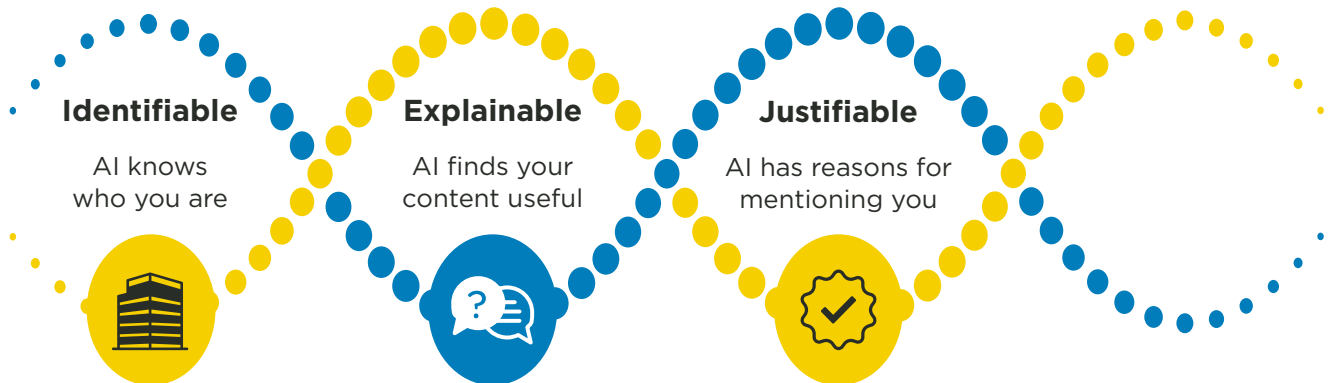 Identifiable
AI knows
who you are
Explainable
AI finds your
content useful
Justifiable
AI has reasons for
mentioning you
?